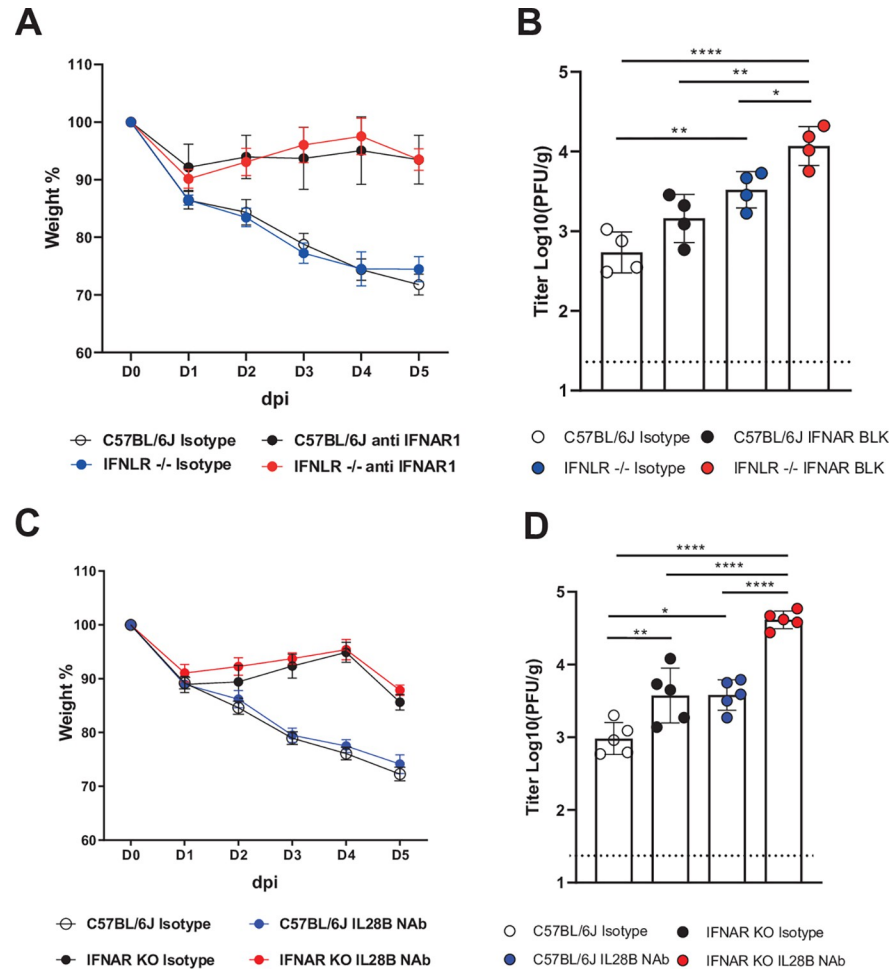 A
110
100
90
80
70
60
Weight %
D0 D1 D2 D3 D4 D5
dpi
C57BL/6J Isotype C57BL/6J anti IFNAR1
IFNLR -/- Isotype IFNLR -/- anti IFNAR1
B
****
**
*
**
5
4
3
2
1
Titer Log10(PFU/g)
C57BL/6J Isotype C57BL/6J IFNAR BLK
IFNLR -/- Isotype IFNLR -/- IFNAR BLK
C
110
100
90
80
70
60
Weight %
D0 D1 D2 D3 D4 D5
dpi
C57BL/6J Isotype C57BL/6J IL28B NAb
IFNAR KO Isotype IFNAR KO IL28B NAb
D
****
****
****
*
**
5
4
3
2
1
Titer Log10(PFU/g)
C57BL/6J Isotype IFNAR KO Isotype
C57BL/6J IL28B NAb IFNAR KO IL28B NAb